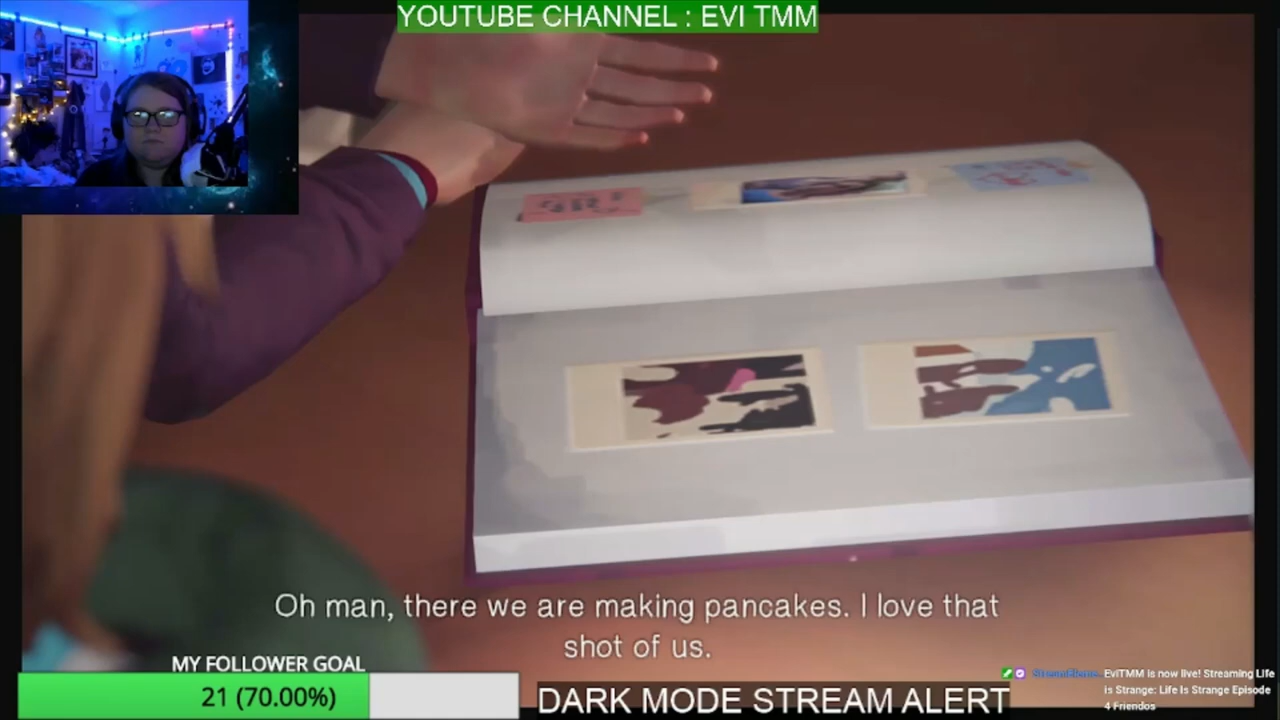 YOUTUBE CHANNEL : EVI TMM
Oh man, there we are making pancakes. I love that
shot of us.
MY FOLLOWER GOAL
21 (70.00%)
DARK MODE STREAM ALERT
EviTMM is now live! Streaming Life
is Strange: Life Is Strange Episode
4 Friendos